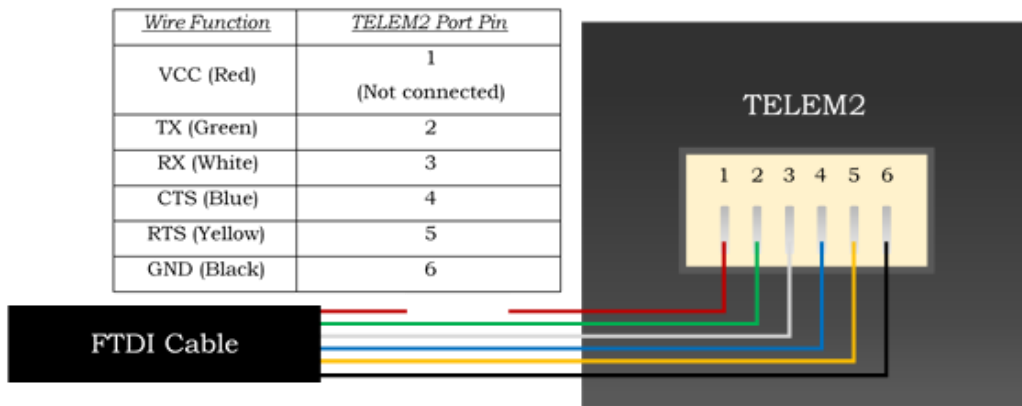 Wire Function TELEM2 Port Pin
VCC (Red) 1
(Not connected)
TX (Green) 2
RX (White) 3
CTS (Blue) 4
RTS (Yellow) 5
GND (Black) 6
TELEM2
1 2 3 4 5 6
FTDI Cable